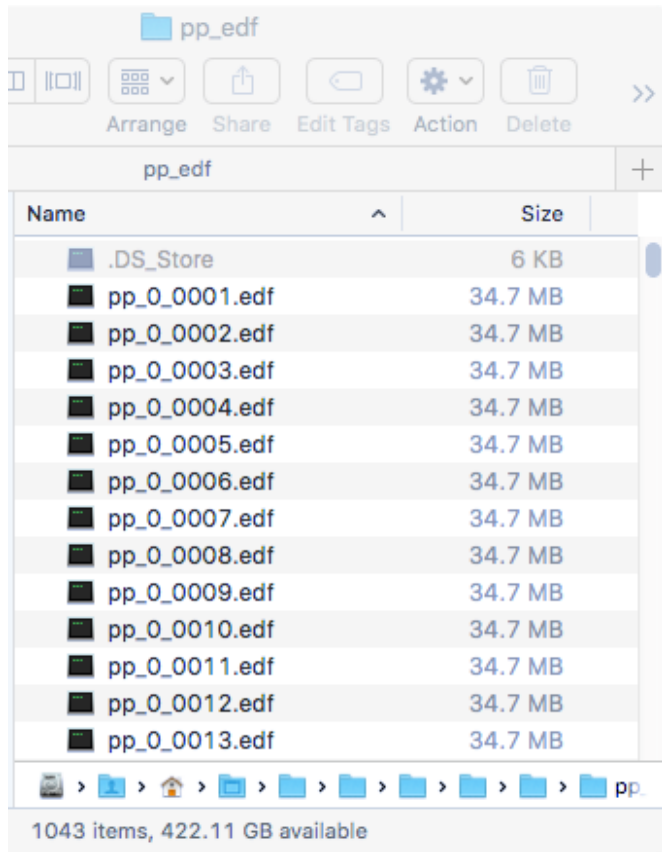 pp_edf
Arrange Share Edit Tags Action Delete
pp_edf
Name Size
.DS_Store 6 KB
pp_0_0001.edf 34.7 MB
pp_0_0002.edf 34.7 MB
pp_0_0003.edf 34.7 MB
pp_0_0004.edf 34.7 MB
pp_0_0005.edf 34.7 MB
pp_0_0006.edf 34.7 MB
pp_0_0007.edf 34.7 MB
pp_0_0008.edf 34.7 MB
pp_0_0009.edf 34.7 MB
pp_0_0010.edf 34.7 MB
pp_0_0011.edf 34.7 MB
pp_0_0012.edf 34.7 MB
pp_0_0013.edf 34.7 MB
pp_
1043 items, 422.11 GB available